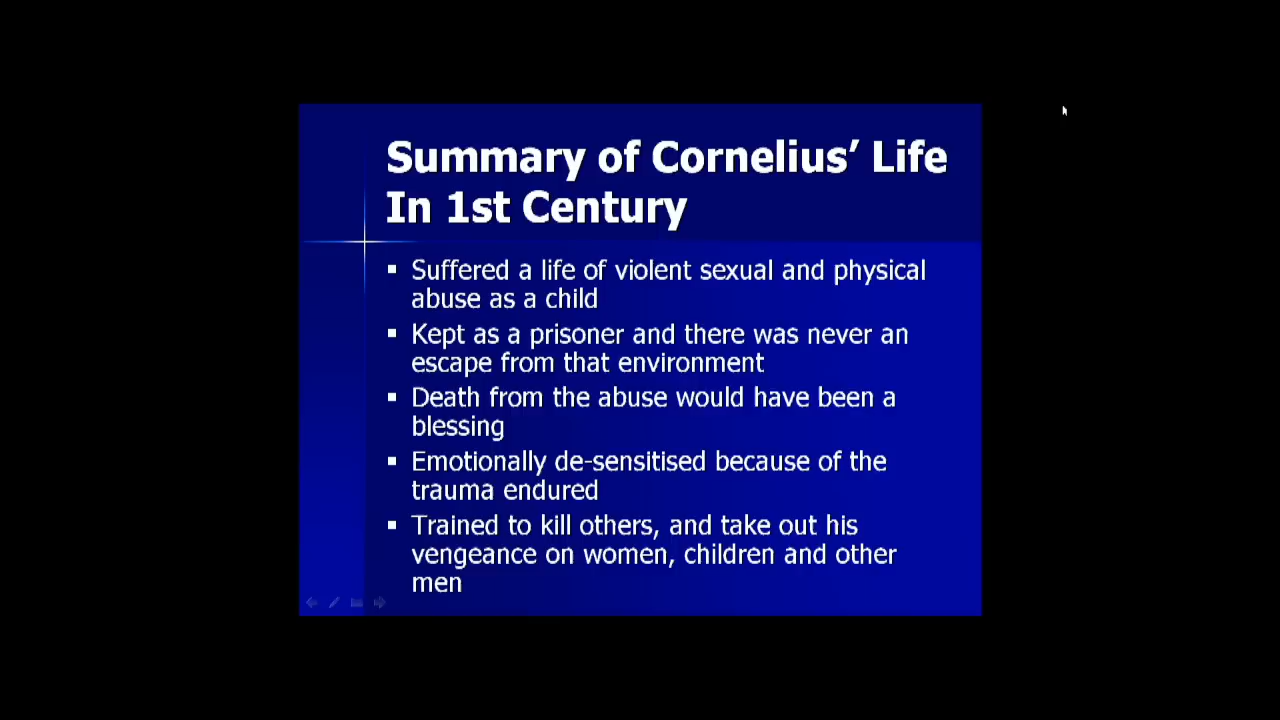 Summary of Cornelius’ Life
In 1st Century
▪ Suffered a life of violent sexual and physical
abuse as a child
▪ Kept as a prisoner and there was never an
escape from that environment
▪ Death from the abuse would have been a
blessing
▪ Emotionally de-sensitised because of the
trauma endured
▪ Trained to kill others, and take out his
vengeance on women, children and other
men